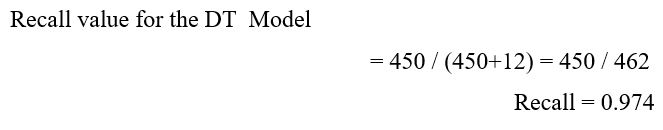 Recall value for the DT Model
= 450 / (450+12) = 450 / 462
Recall = 0.974